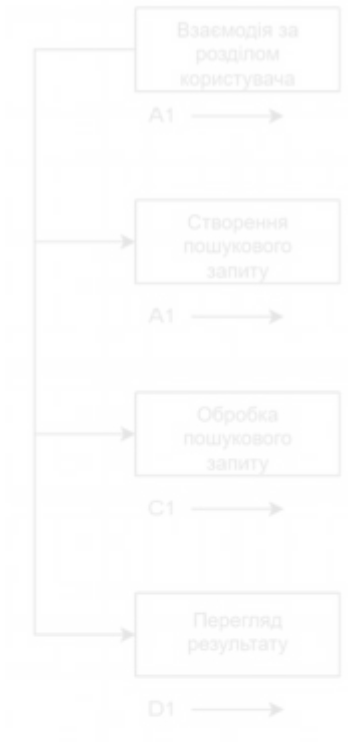 Взаємодія за
розділом
користувача
A1
Створення
пошукового
запиту
A1
Обробка
пошукового
запиту
C1
Перегляд
результату
D1